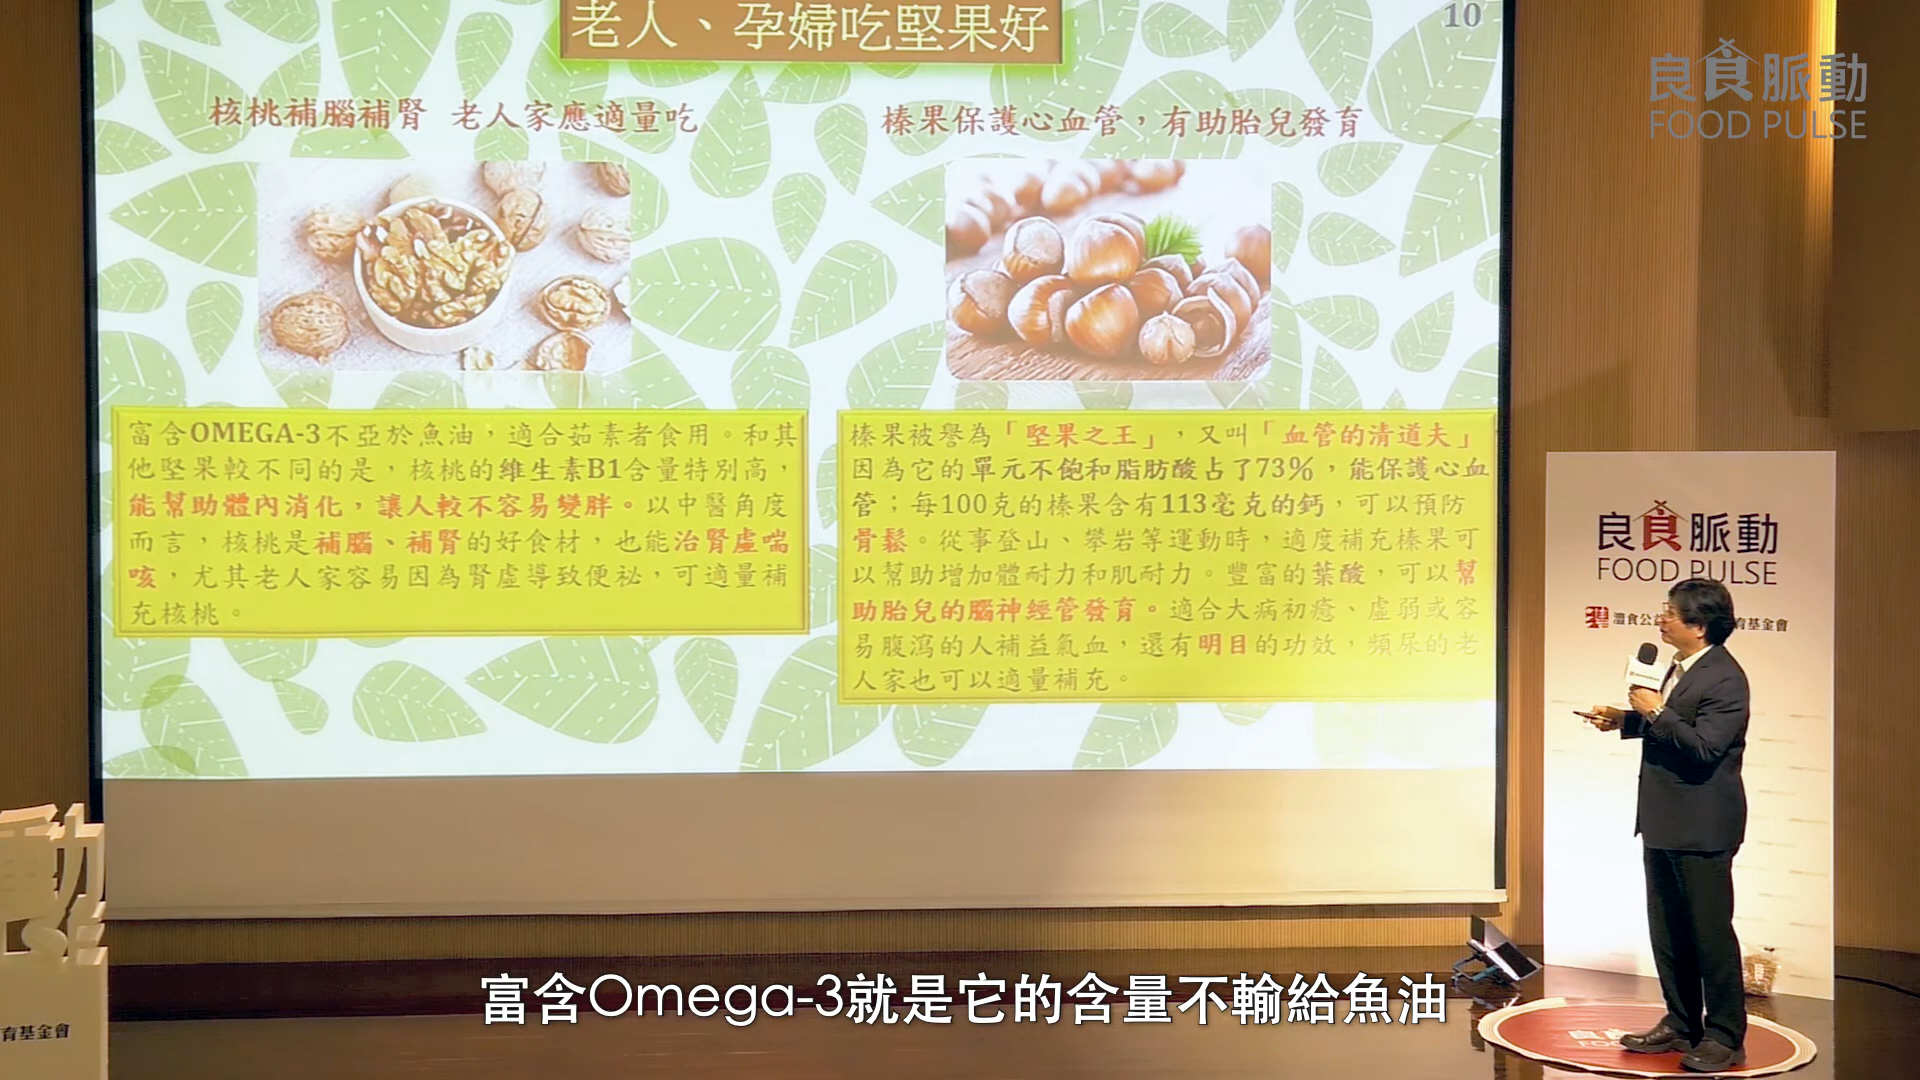 老人、孕婦吃堅果好
10
良食脈動
FOOD PULSE
核桃補腦補腎 老人家應適量吃
榛果保護心血管，有助胎兒發育
富含OMEGA-3不亞於魚油，適合茹素者食用。和其
他堅果較不同的是，核桃的維生素B1含量特別高，
能幫助體內消化，讓人較不容易變胖。以中醫角度
而言，核桃是補腦、補腎的好食材，也能治腎虛喘
咳，尤其老人家容易因為腎虛導致便祕，可適量補
充核桃。
榛果被譽為「堅果之王」，又叫「血管的清道夫」
因為它的單元不飽和脂肪酸占了73%，能保護心血
管；每100克的榛果含有113毫克的鈣，可以預防
骨鬆。從事登山、攀岩等運動時，適度補充榛果可
以幫助增加體耐力和肌耐力。豐富的葉酸，可以幫
助胎兒的腦神經管發育。適合大病初癒、虛弱或容
易腹瀉的人補益氣血，還有明目的功效，頻尿的老
人家也可以適量補充。
良食脈動
FOOD PULSE
灃食公益 育基金會
動
育基金會
富含Omega-3就是它的含量不輸給魚油
良食
FOO